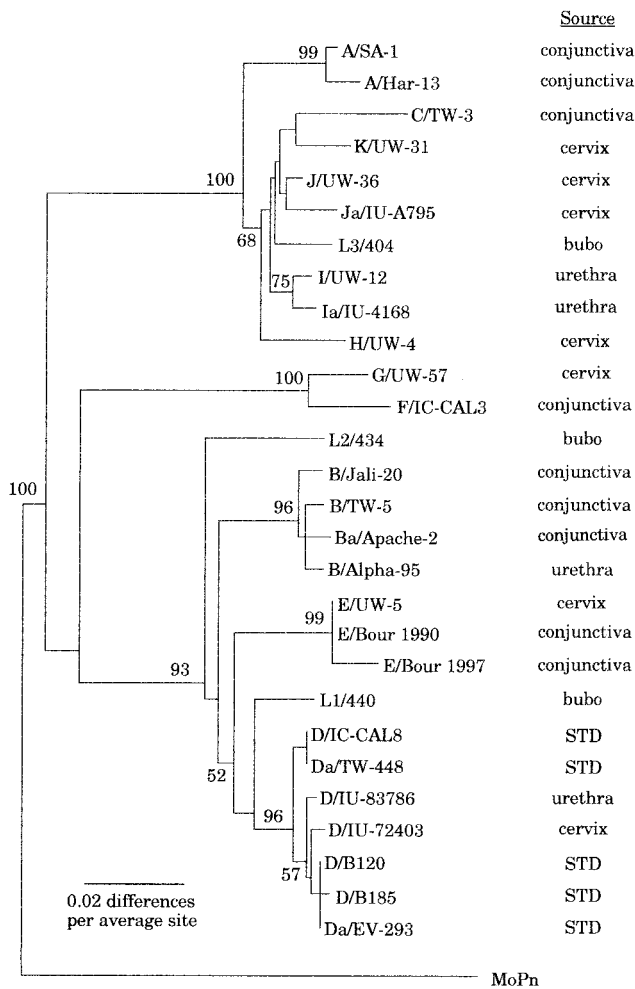 Source
99 A/SA-1 conjunctiva
A/Har-13 conjunctiva
C/TW-3 conjunctiva
K/UW-31 cervix
100 J/UW-36 cervix
Ja/IU-A795 cervix
68 L3/404 bubo
75 I/UW-12 urethra
Ia/IU-4168 urethra
H/UW-4 cervix
100 G/UW-57 cervix
F/IC-CAL3 conjunctiva
L2/434 bubo
B/Jali-20 conjunctiva
100 96 B/TW-5 conjunctiva
Ba/Apache-2 conjunctiva
B/Alpha-95 urethra
E/UW-5 cervix
99 E/Bour 1990 conjunctiva
93 E/Bour 1997 conjunctiva
L1/440 bubo
D/IC-CAL8 STD
52 Da/TW-448 STD
D/IU-83786 urethra
96 D/IU-72403 cervix
D/B120 STD
57 D/B185 STD
Da/EV-293 STD
0.02 differences
per average site
MoPn